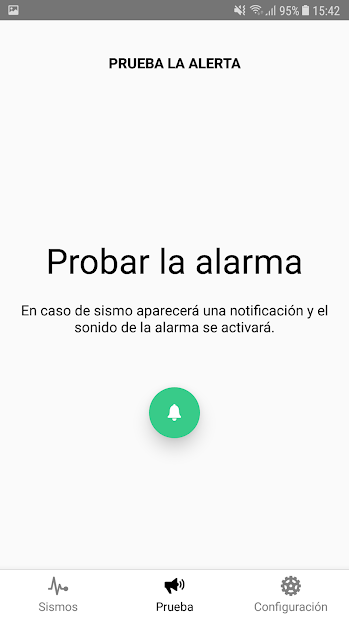 95% 15:42
PRUEBA LA ALERTA
Probar la alarma
En caso de sismo aparecerá una notificación y el
sonido de la alarma se activará.
Sismos Prueba Configuración